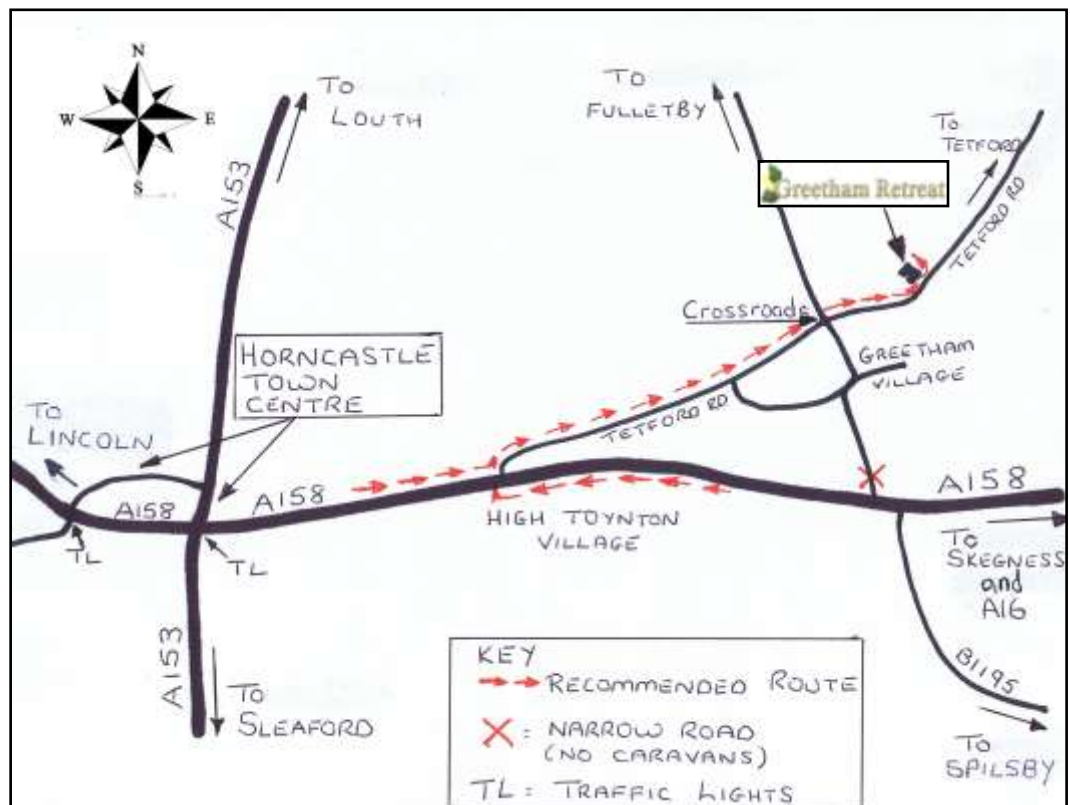 N
W E
S
TO
LOUTH
A153
TO
FULLETBY
TO
TETFORD
Greetham Retreat
TETFORD RD
Crossroads
GREETHAM
VILLAGE
HORNCASTLE
TOWN
CENTRE
TO
LINCOLN
TETFORD RD
A158
A158
A158
HIGH TOYNTON
VILLAGE
TL
TL
TO
SKEGNESS
and
A16
A153
TO
SLEAFORD
B1195
TO
SPILSBY
KEY
RECOMMENDED ROUTE
X = NARROW ROAD
(NO CARAVANS)
TL = TRAFFIC LIGHTS